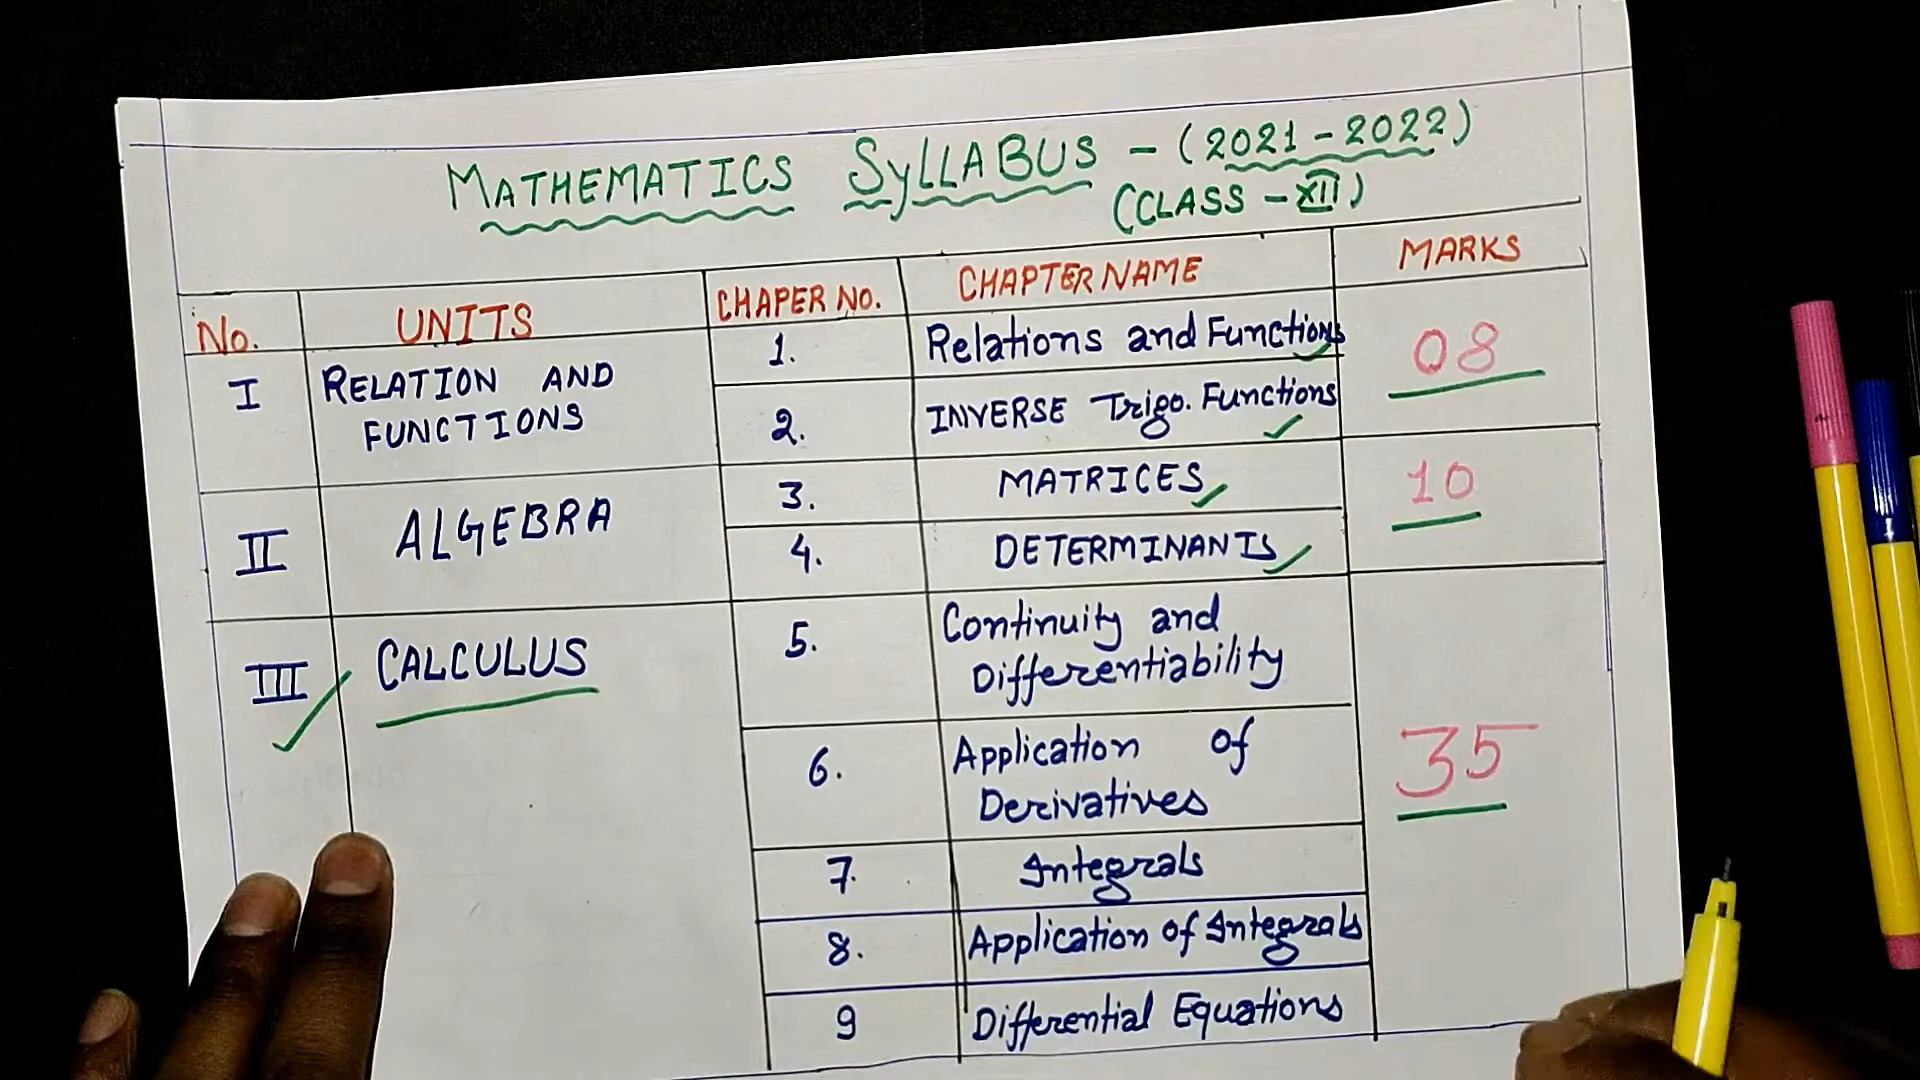 MATHEMATICS SyLLABUS - (2021-2022)
(CLASS - XII)
No. UNITS CHAPER NO. CHAPTER NAME MARKS
I RELATION AND FUNCTIONS 1. Relations and Functions 08
2. INVERSE Trigo. Functions
II ALGEBRA 3. MATRICES 10
4. DETERMINANTS
III CALCULUS 5. Continuity and Differentiability 35
6. Application Of Derivatives
7. Integrals
8. Application Of Integrals
9 Differential Equations